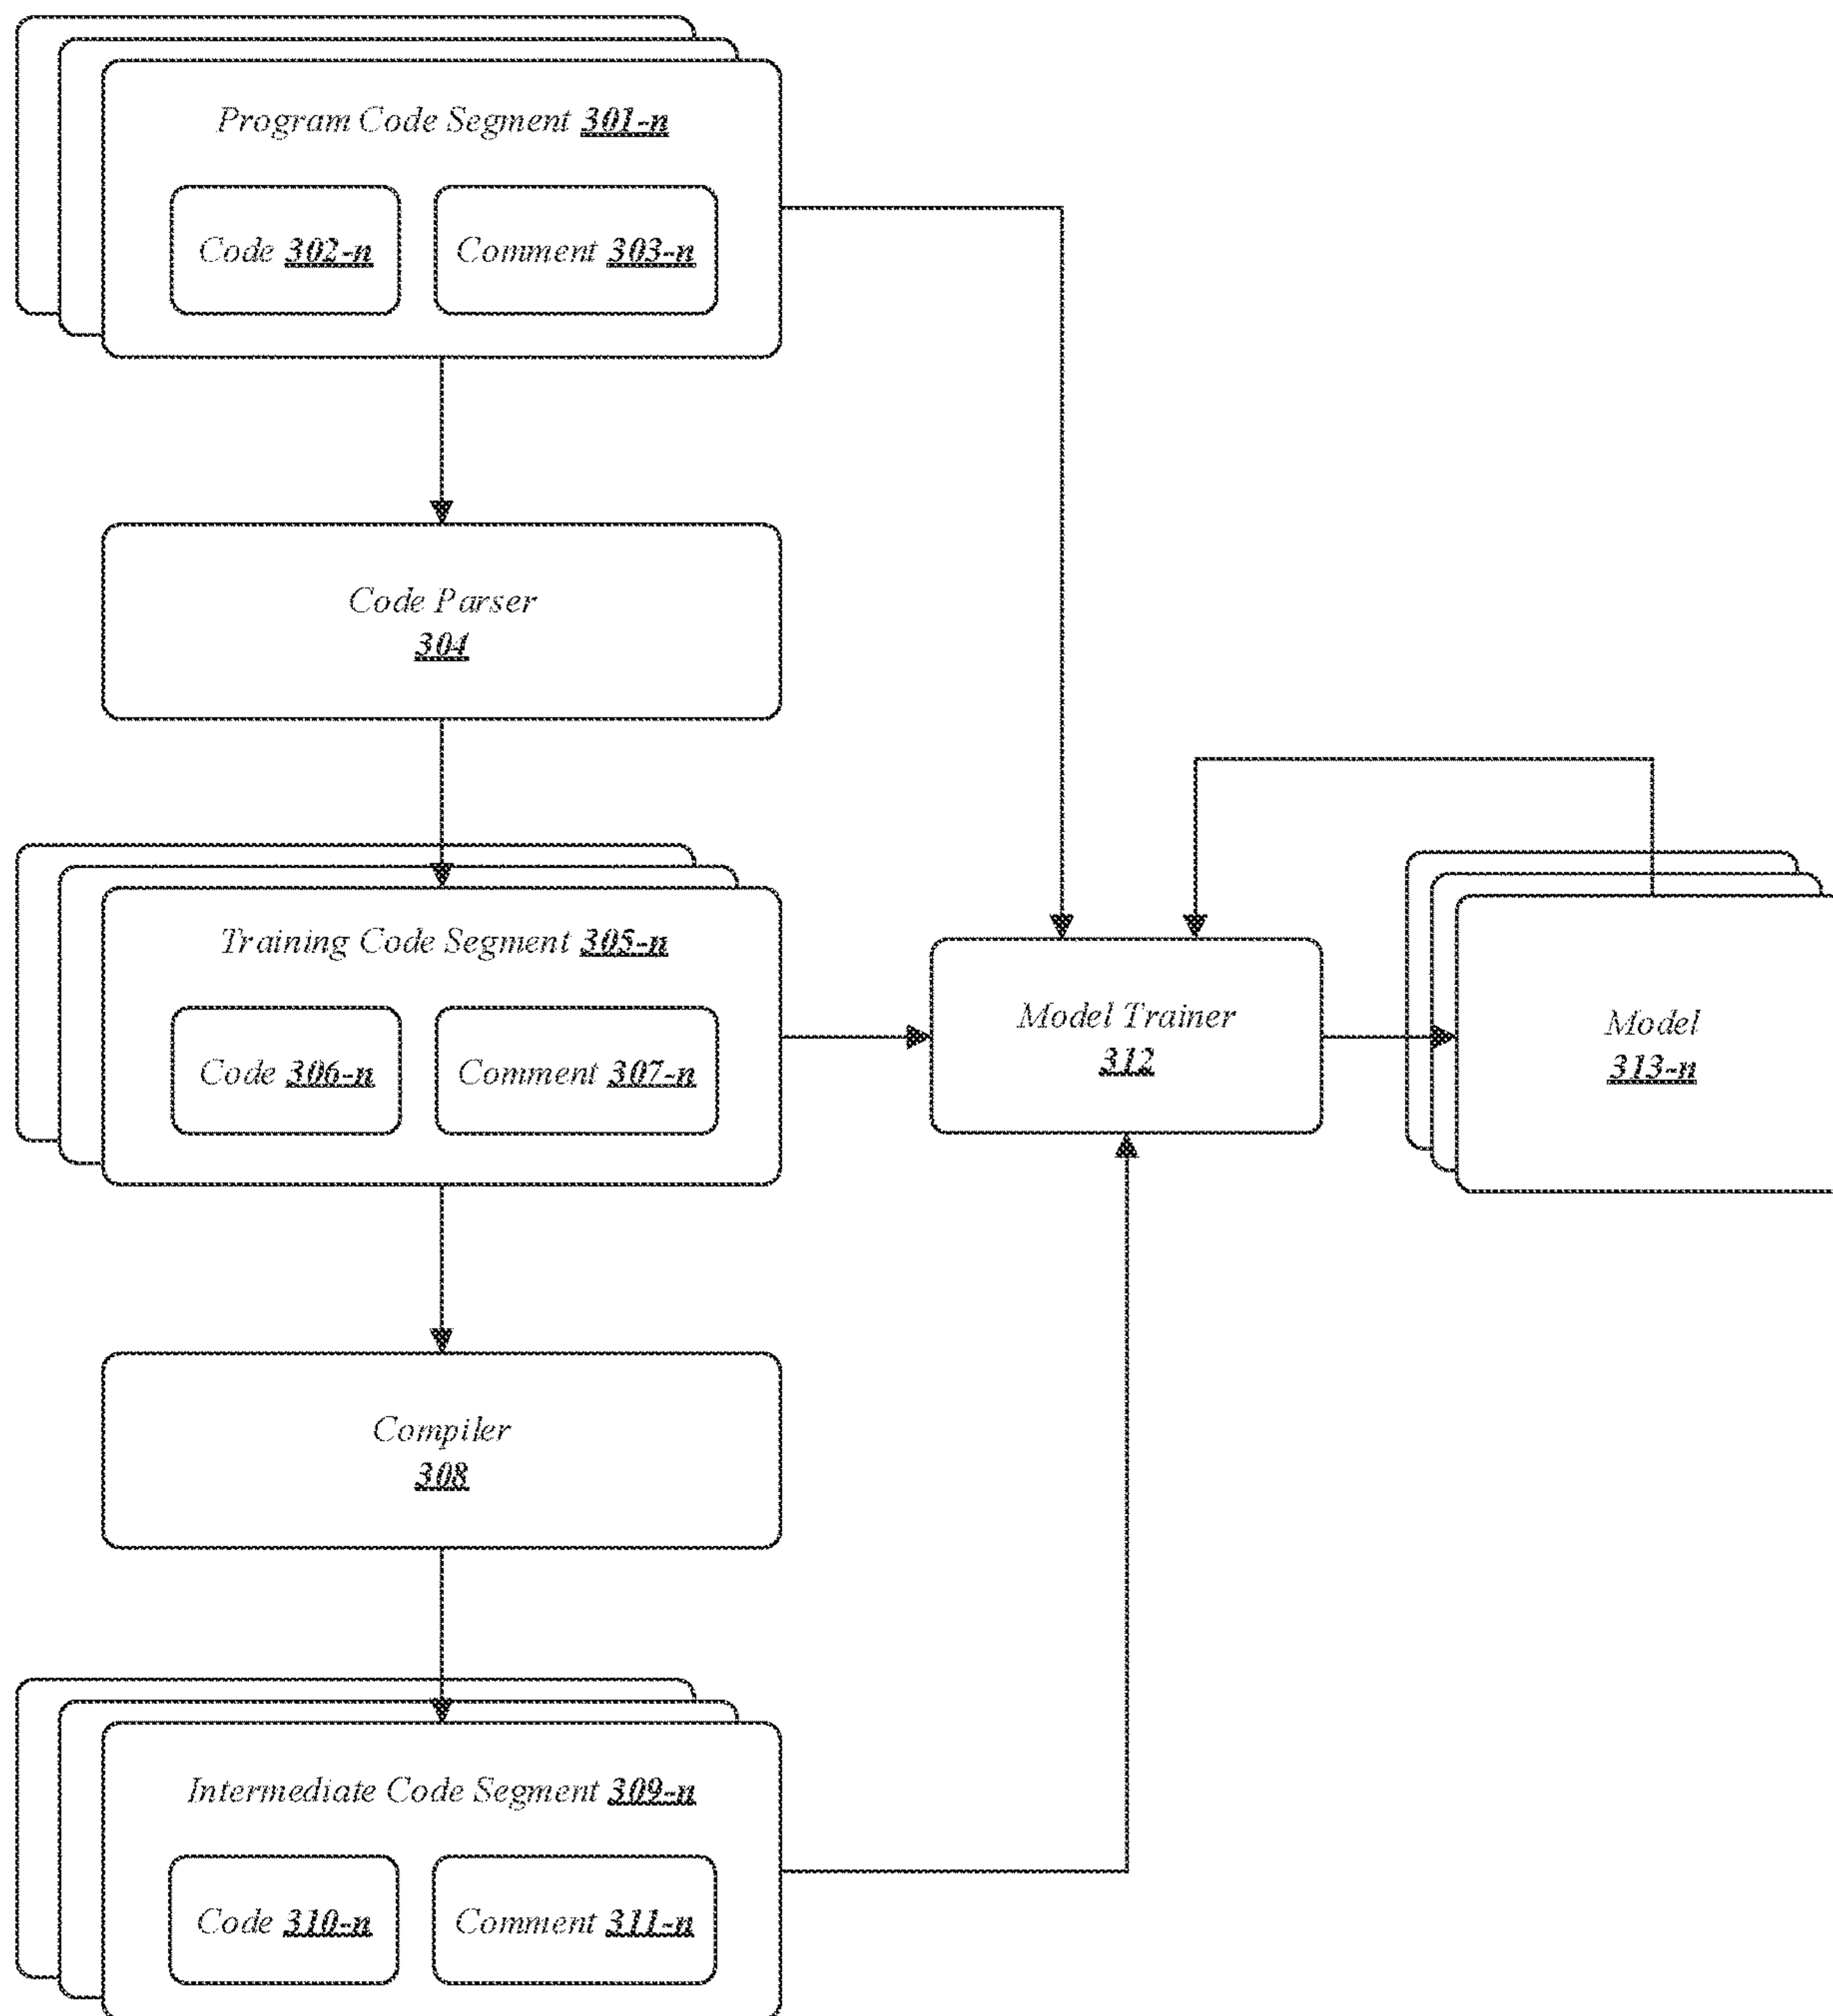 Program Code Segment 301-n
Code 302-n
Comment 303-n
Code Parser
304
Training Code Segment 305-n
Code 306-n
Comment 307-n
Model Trainer
312
Model
313-n
Compiler
308
Intermediate Code Segment 309-n
Code 310-n
Comment 311-n